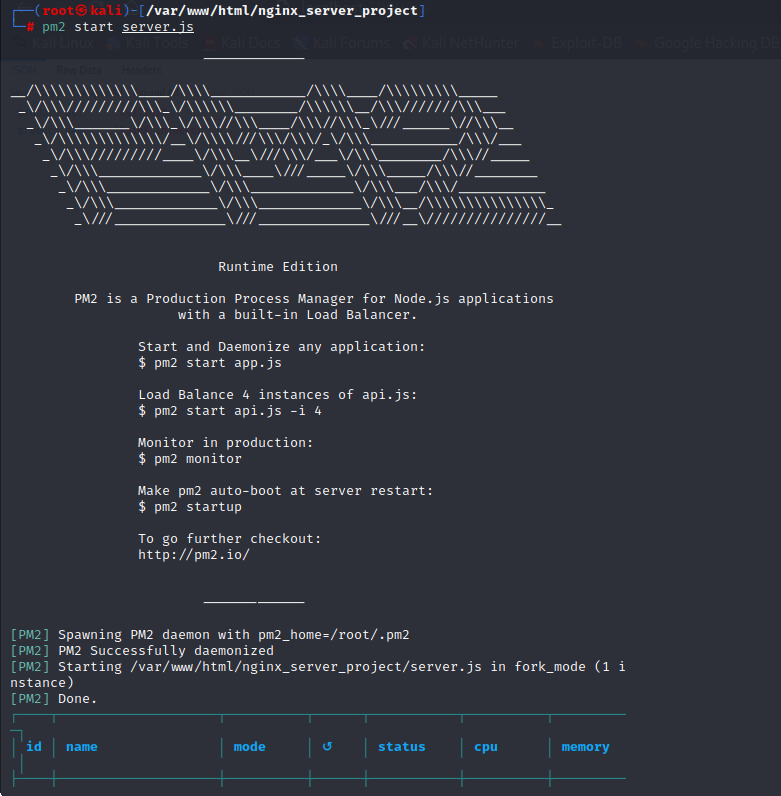 ┌──(root㉿kali)-[/var/www/html/nginx_server_project]
└─# pm2 start server.js
Kali Linux Kali Tools Kali Docs Kali Forums Kali NetHunter Exploit-DB Google Hacking DB
JSON Raw Data Headers
Runtime Edition
PM2 is a Production Process Manager for Node.js applications
with a built-in Load Balancer.
Start and Daemonize any application:
$ pm2 start app.js
Load Balance 4 instances of api.js:
$ pm2 start api.js -i 4
Monitor in production:
$ pm2 monitor
Make pm2 auto-boot at server restart:
$ pm2 startup
To go further checkout:
http://pm2.io/
[PM2] Spawning PM2 daemon with pm2_home=/root/.pm2
[PM2] PM2 Successfully daemonized
[PM2] Starting /var/www/html/nginx_server_project/server.js in fork_mode (1 i
nstance)
[PM2] Done.
│ id │ name │ mode │ ↺ │ status │ cpu │ memory